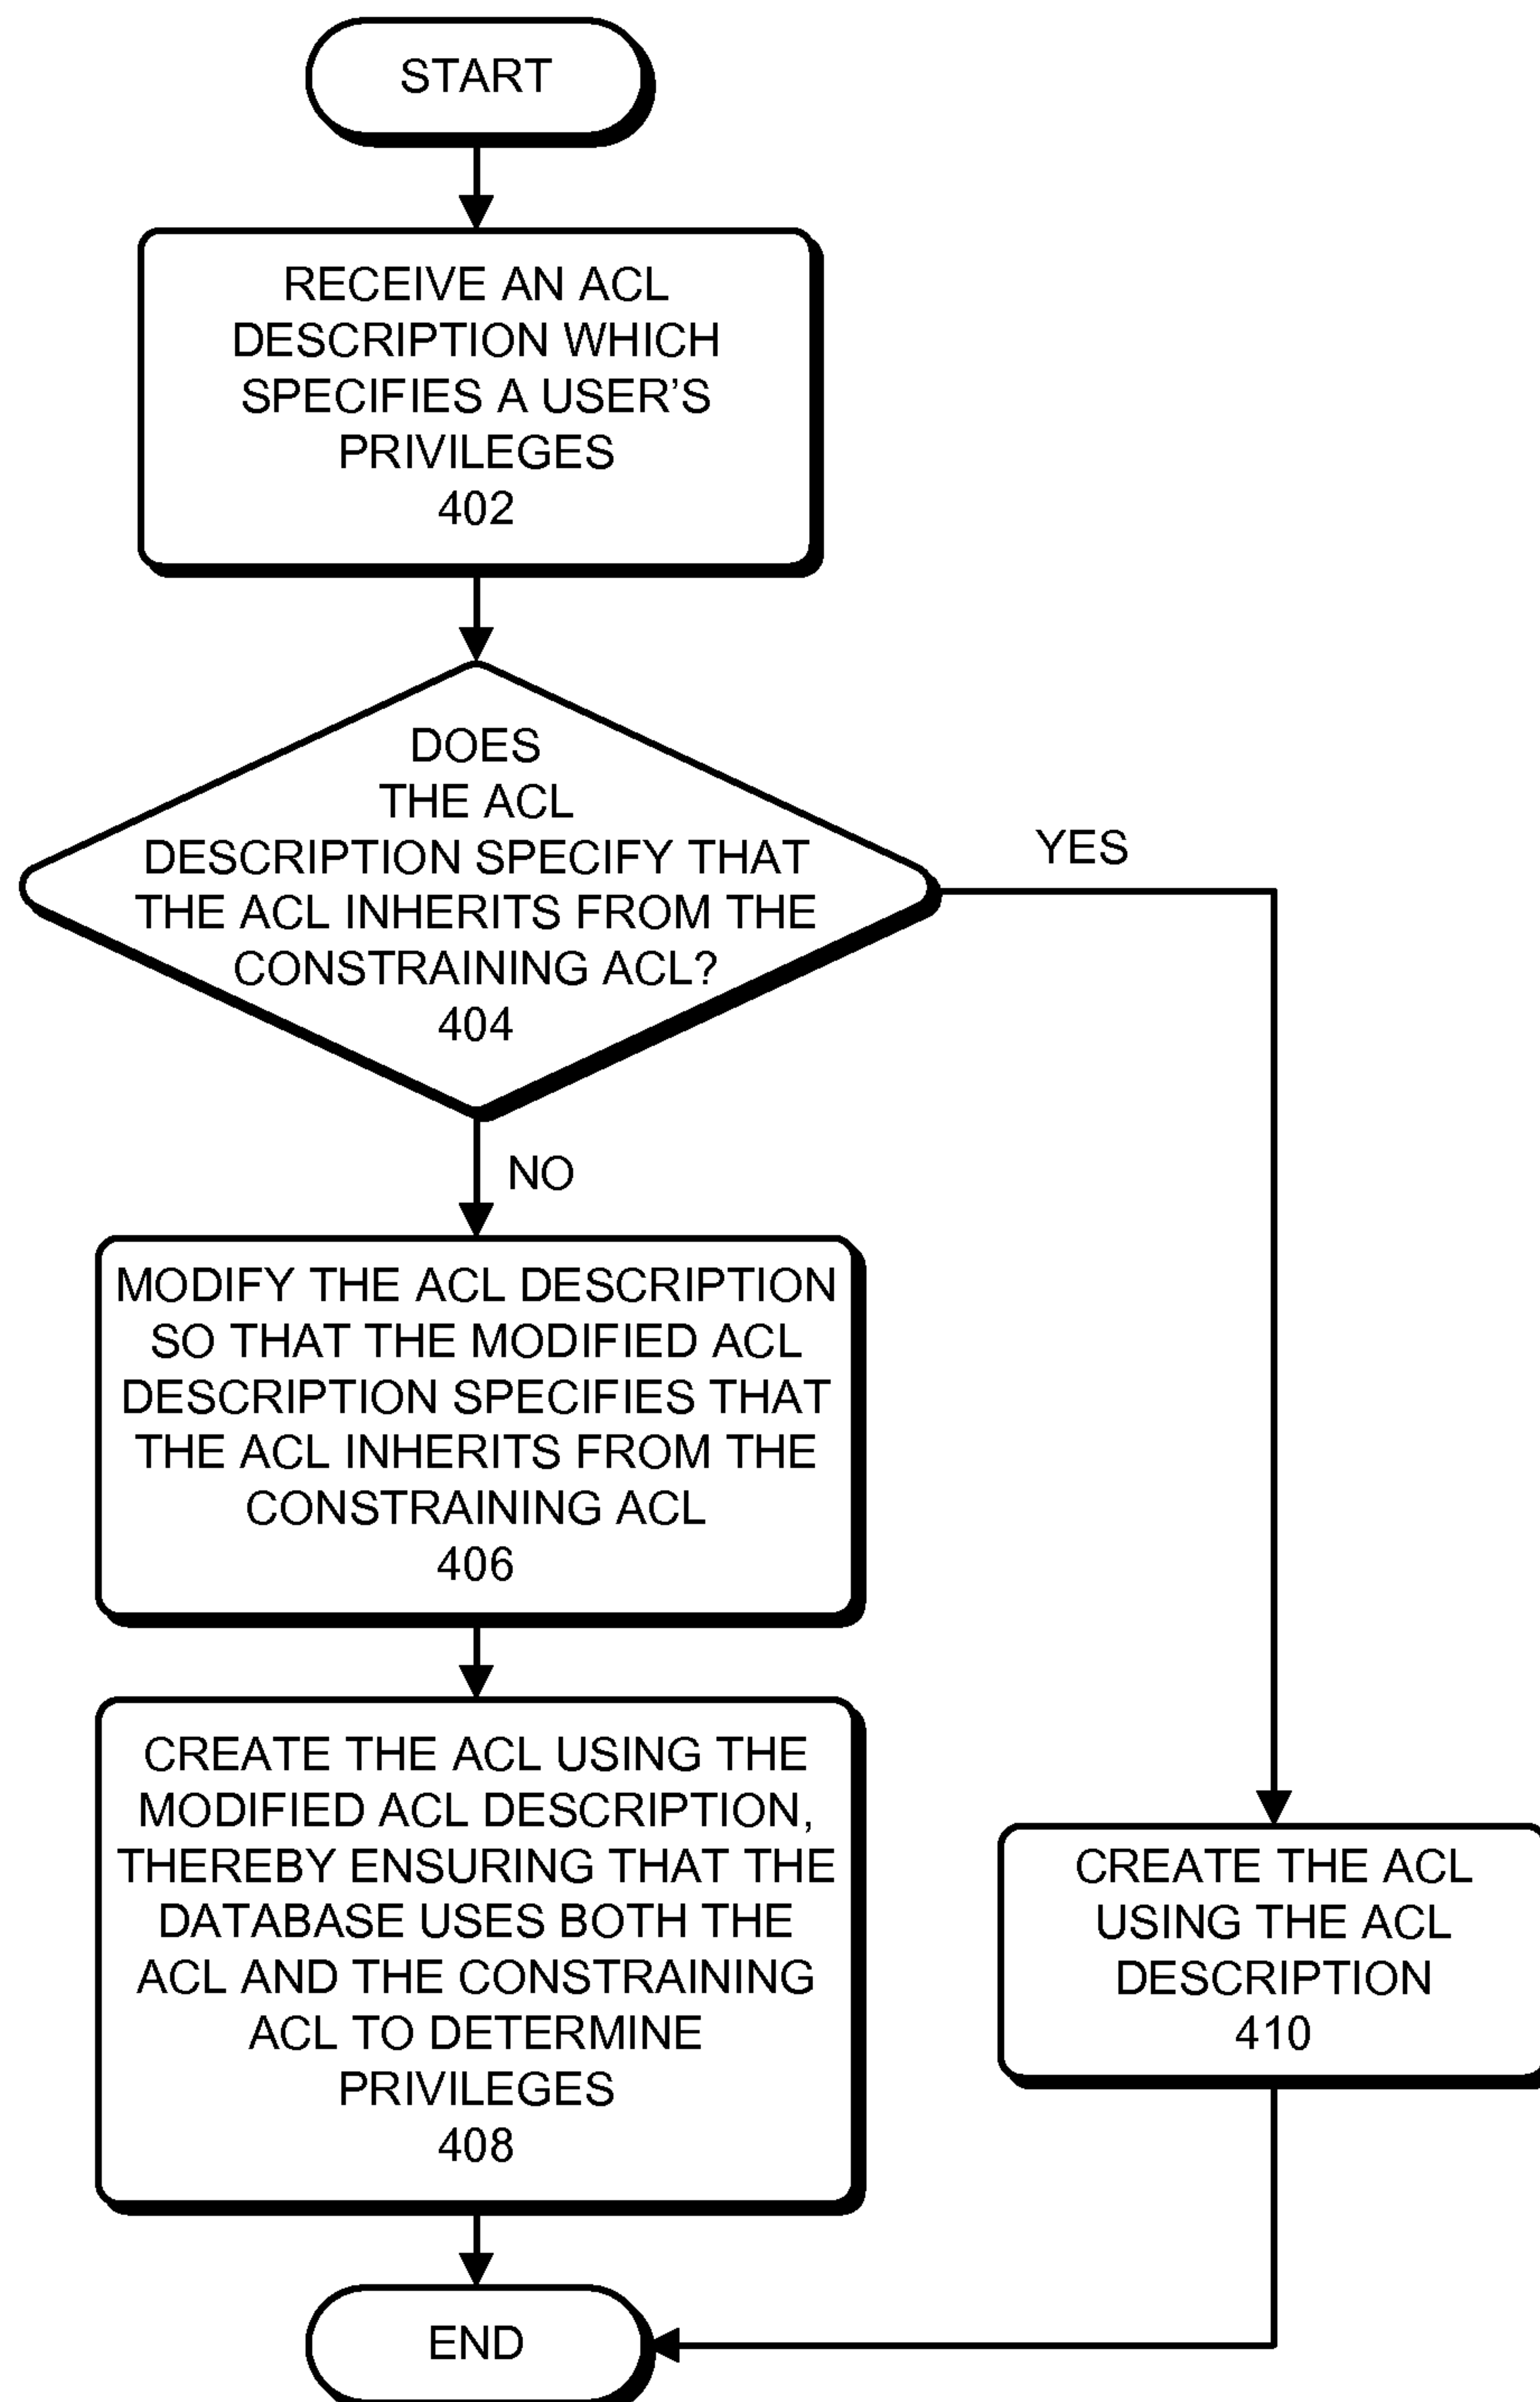 START
RECEIVE AN ACL
DESCRIPTION WHICH
SPECIFIES A USER’S
PRIVILEGES
402
DOES
THE ACL
DESCRIPTION SPECIFY THAT
THE ACL INHERITS FROM THE
CONSTRAINING ACL?
404
YES
NO
MODIFY THE ACL DESCRIPTION
SO THAT THE MODIFIED ACL
DESCRIPTION SPECIFIES THAT
THE ACL INHERITS FROM THE
CONSTRAINING ACL
406
CREATE THE ACL USING THE
MODIFIED ACL DESCRIPTION,
THEREBY ENSURING THAT THE
DATABASE USES BOTH THE
ACL AND THE CONSTRAINING
ACL TO DETERMINE
PRIVILEGES
408
CREATE THE ACL
USING THE ACL
DESCRIPTION
410
END